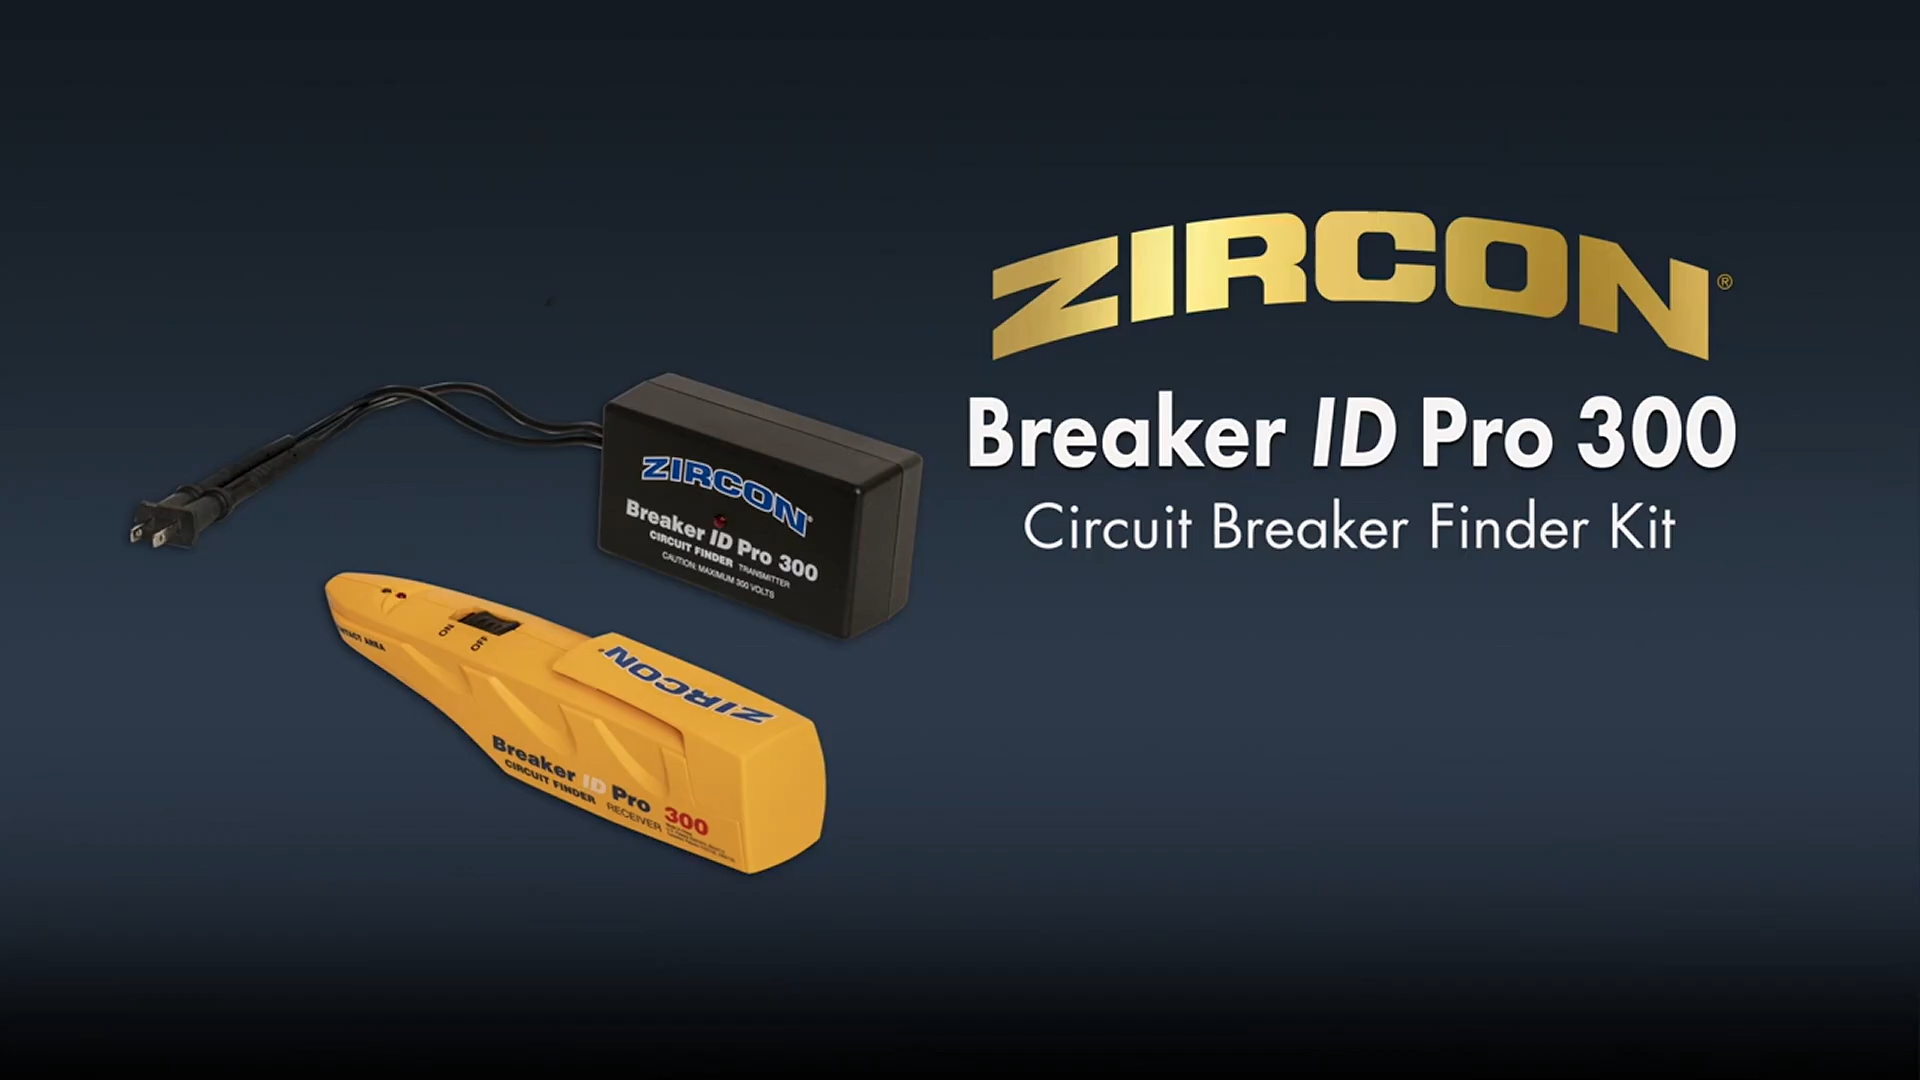 ZIRCON®
Breaker ID Pro 300
Circuit Breaker Finder Kit
ZIRCON®
Breaker ID Pro 300
CIRCUIT FINDER TRANSMITTER
CAUTION: MAXIMUM 300 VOLTS
ON
OFF
AREA
ZIRCON®
Breaker ID Pro 300
CIRCUIT FINDER RECEIVER